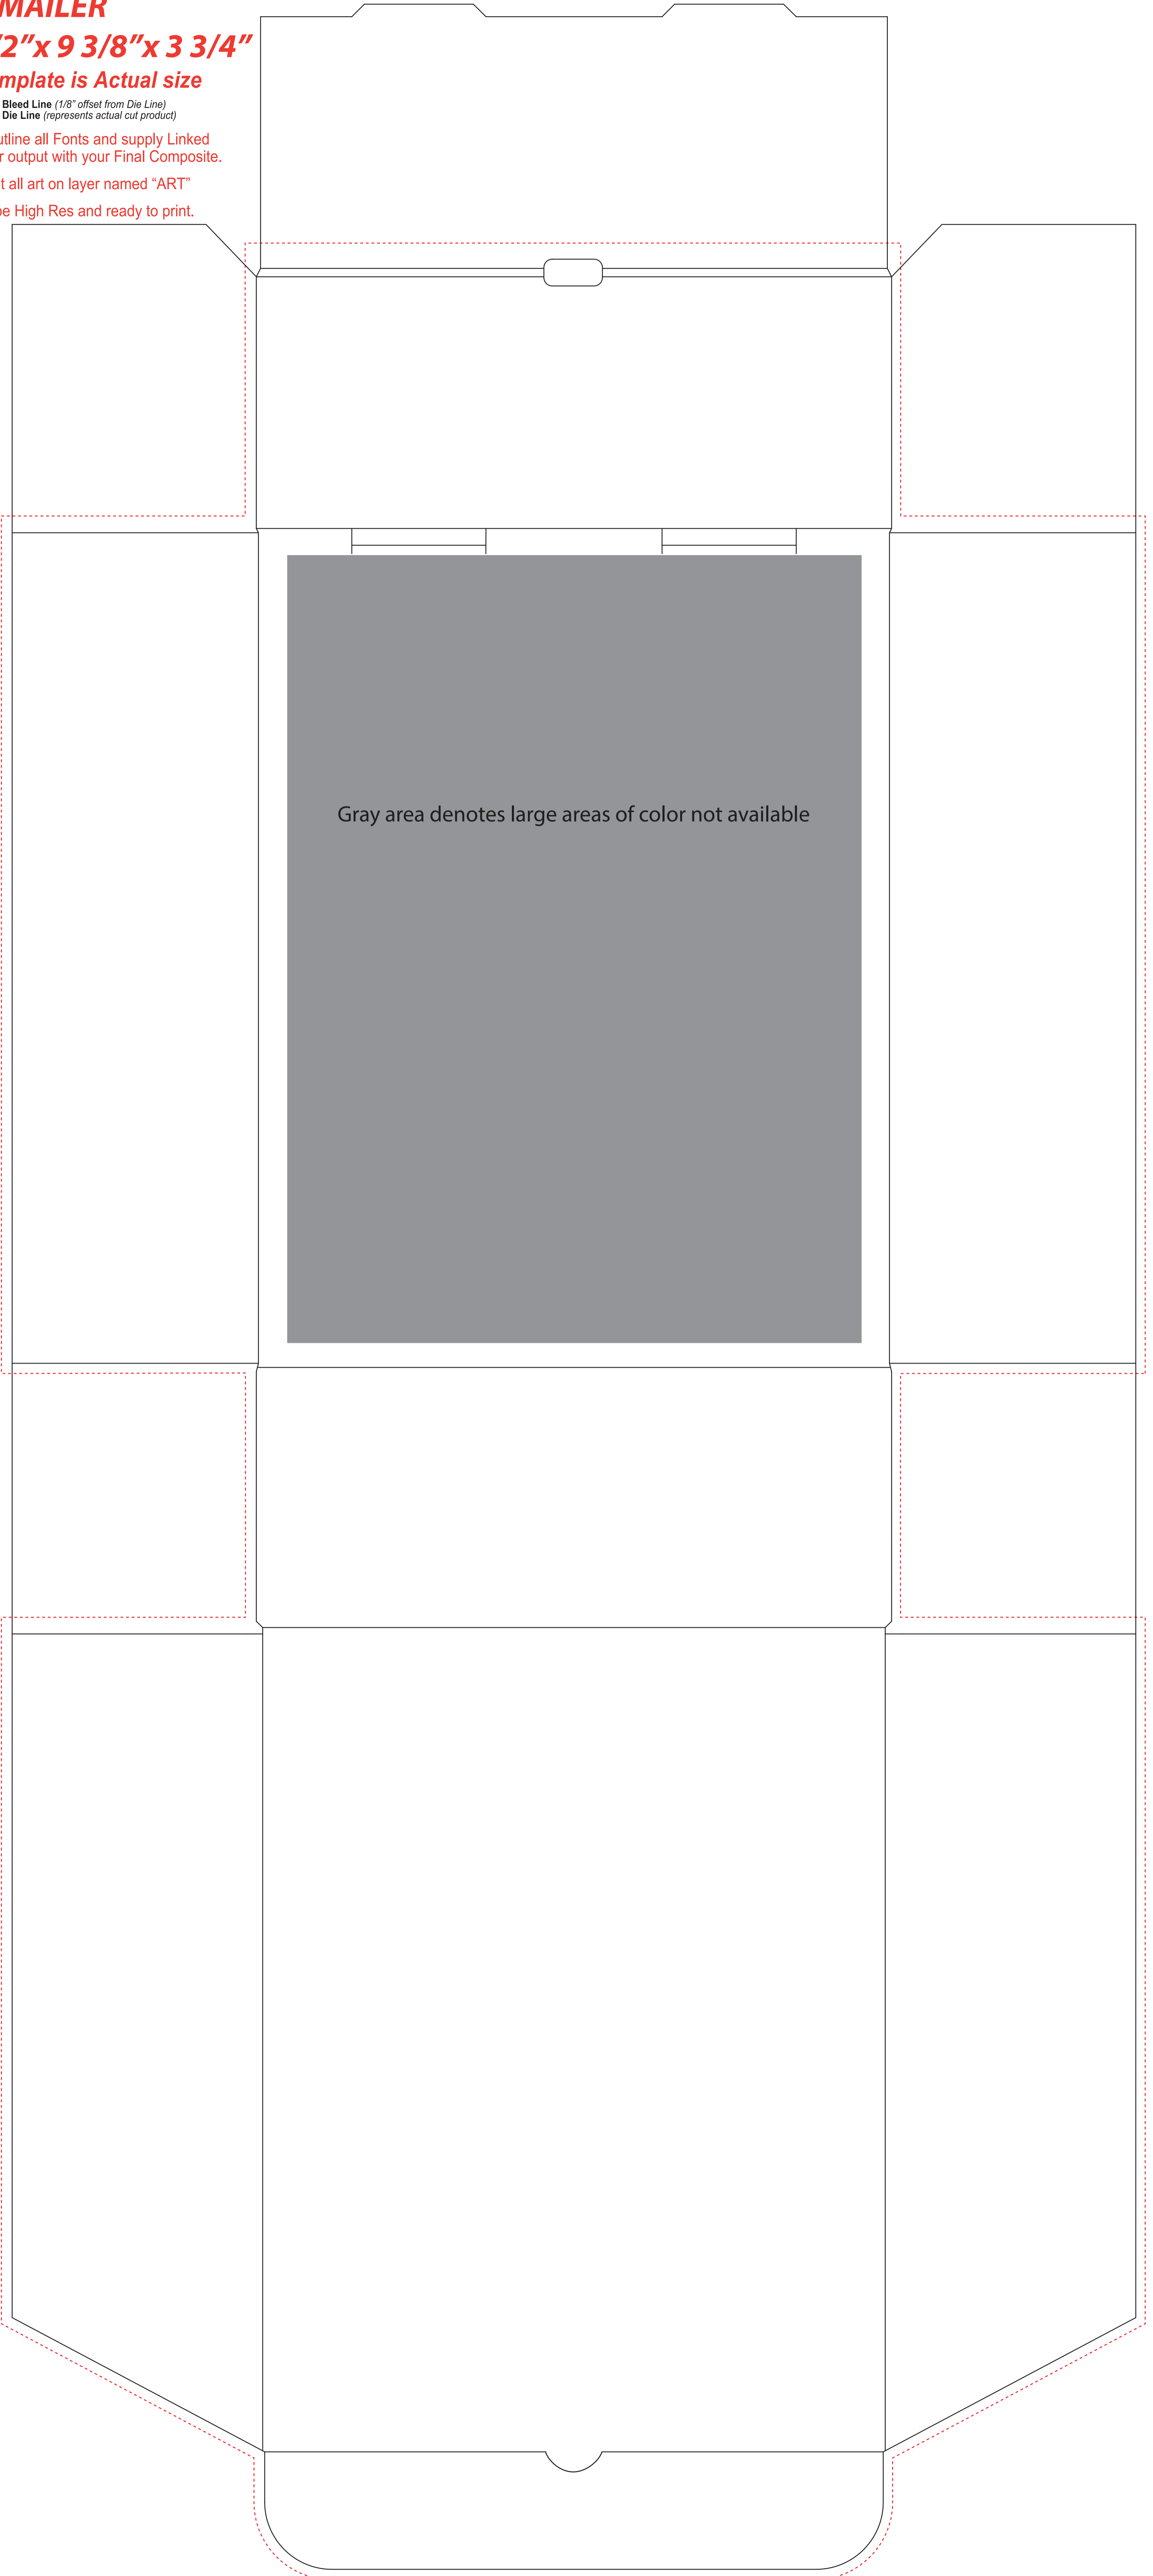 MAILER
/2”x 9 3/8”x 3 3/4”
mplate is Actual size
Bleed Line (1/8” offset from Die Line)
Die Line (represents actual cut product)
utline all Fonts and supply Linked
r output with your Final Composite.
t all art on layer named “ART”
be High Res and ready to print.
Gray area denotes large areas of color not available